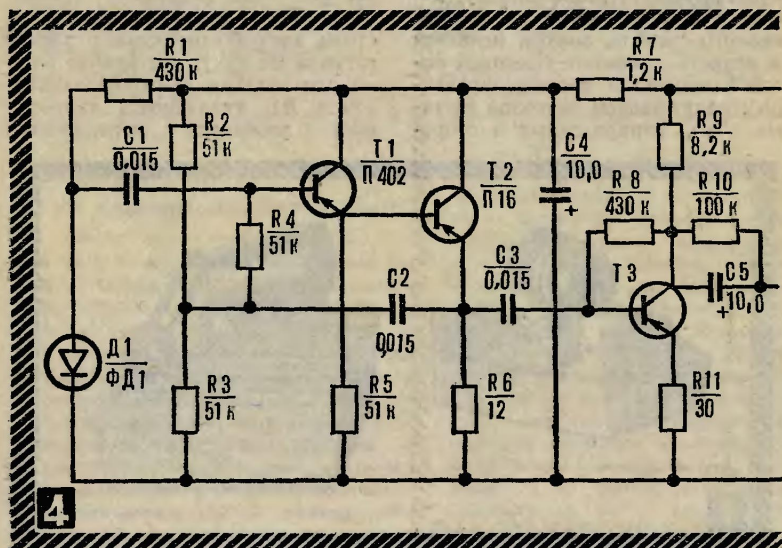 R1
430 к
R7
1,2 к
C1
0,015
R2
51 к
T1
П 402
T2
П 16
C4
10,0
+
R9
8,2 к
R8
430 к
R10
100 к
R4
51 к
C2
0,015
C3
0,015
T3
C5
10,0
+
Д1
ФД1
R3
51 к
R5
51 к
R6
12
R11
30
4